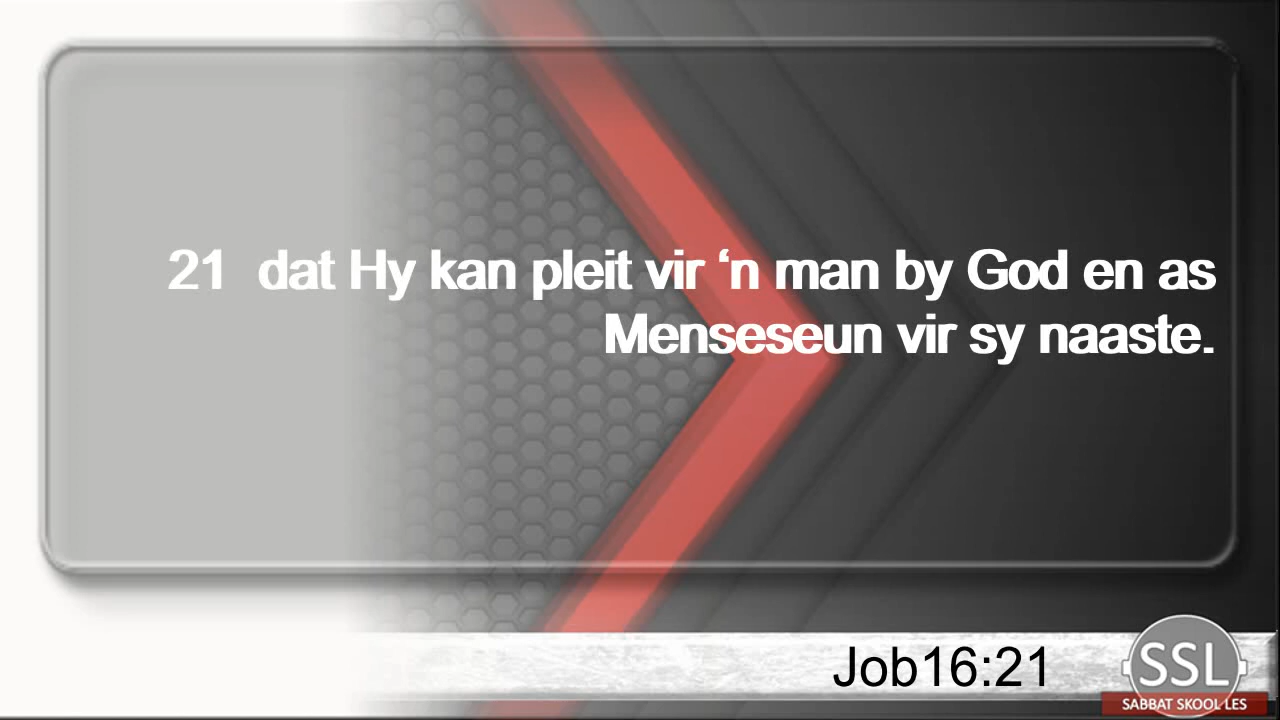 21 dat Hy kan pleit vir ‘n man by God en as
Menseseun vir sy naaste.
Job16:21
SSL
SABBAT SKOOL LES